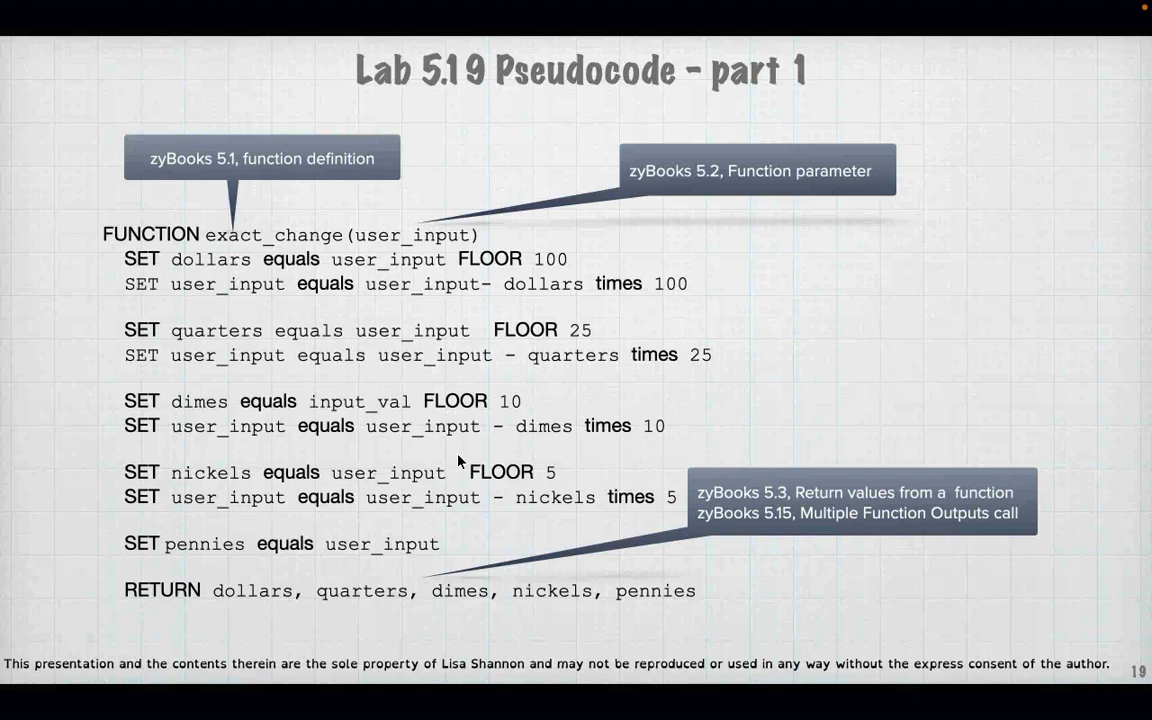 Lab 5.19 Pseudocode - part 1
zyBooks 5.1, function definition
zyBooks 5.2, Function parameter
FUNCTION exact_change(user_input)
SET dollars equals user_input FLOOR 100
SET user_input equals user_input- dollars times 100
SET quarters equals user_input FLOOR 25
SET user_input equals user_input - quarters times 25
SET dimes equals input_val FLOOR 10
SET user_input equals user_input - dimes times 10
SET nickels equals user_input FLOOR 5
SET user_input equals user_input - nickels times 5
zyBooks 5.3, Return values from a function
zyBooks 5.15, Multiple Function Outputs call
SET pennies equals user_input
RETURN dollars, quarters, dimes, nickels, pennies
This presentation and the contents therein are the sole property of Lisa Shannon and may not be reproduced or used in any way without the express consent of the author.
19